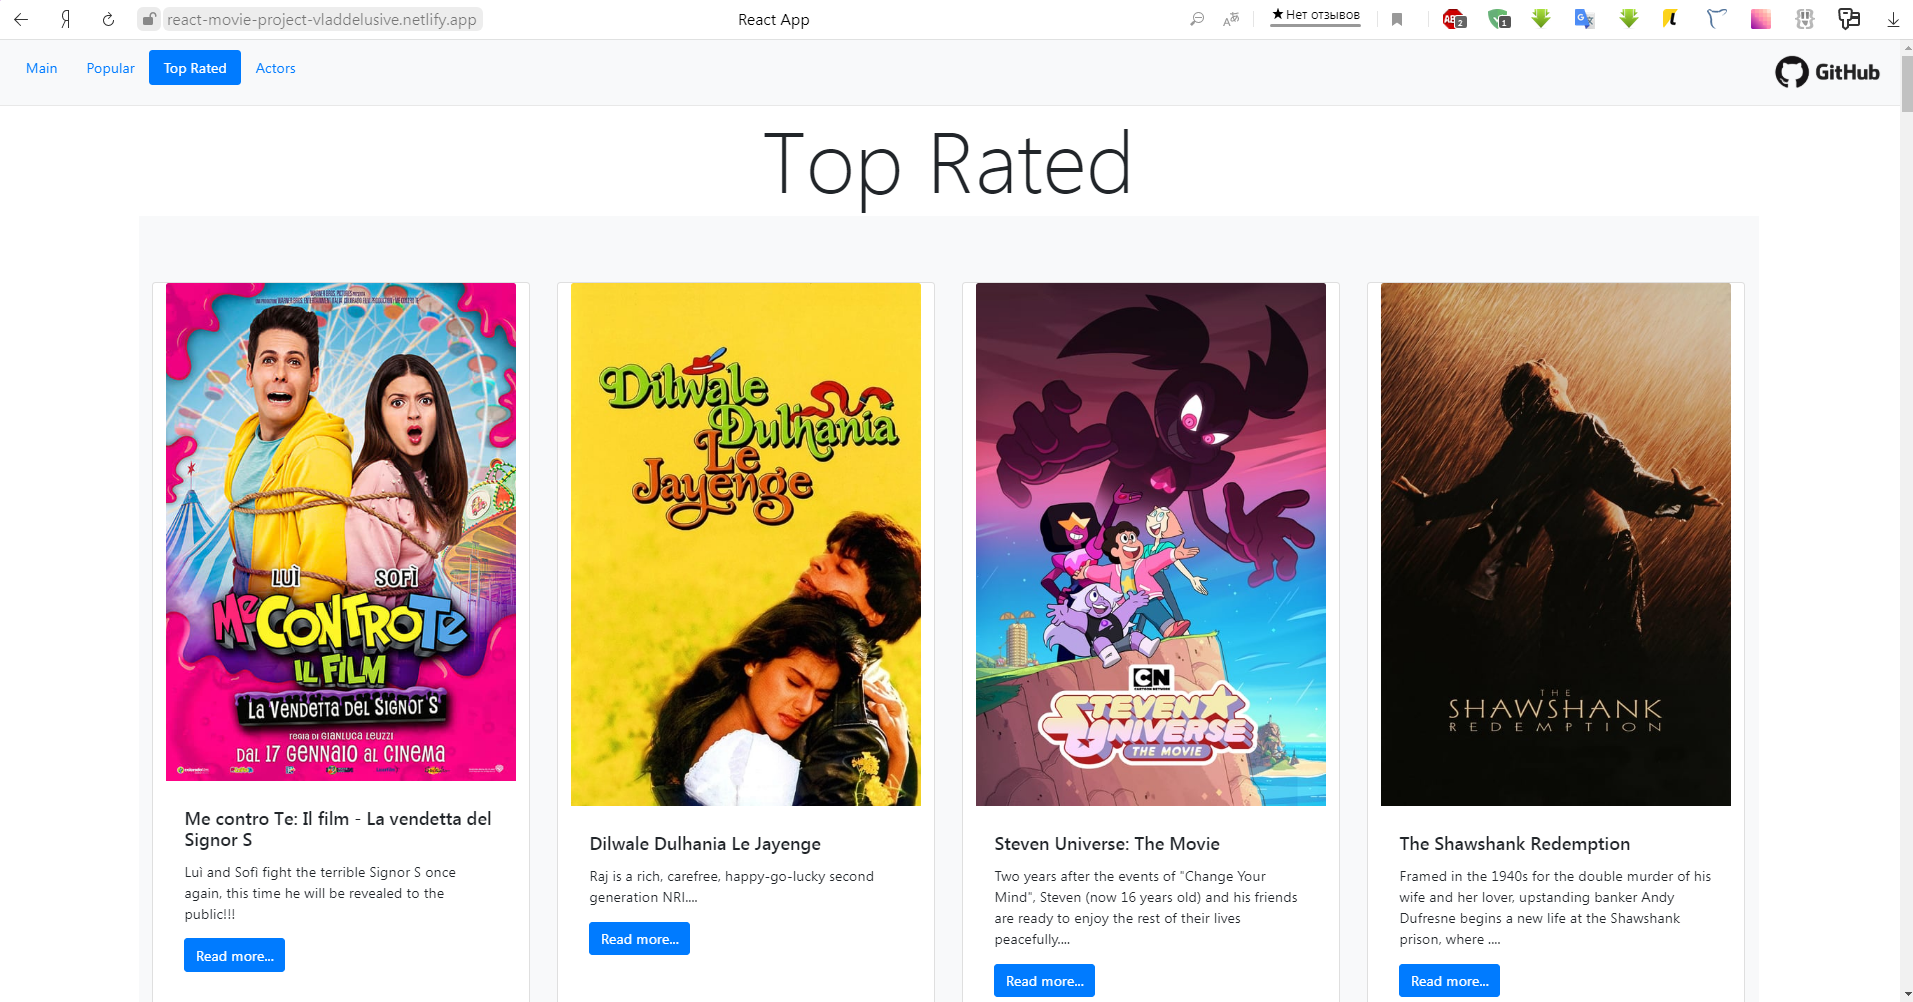 react-movie-project-vladdelusive.netlify.app
React App
★Нет отзывов
2
1
Main
Popular
Top Rated
Actors
GitHub
Top Rated
LUÌ
SOFÌ
Me CONTRO Te
IL FILM
LA VENDETTA DEL SIGNOR S
REGIA DI GIANLUCA LEUZZI
DAL 17 GENNAIO AL CINEMA
Me contro Te: Il film - La vendetta del
Signor S
Luì and Sofì fight the terrible Signor S once
again, this time he will be revealed to the
public!!!
Read more...
Dilwale
Dulhania
Le
Jayenge
Dilwale Dulhania Le Jayenge
Raj is a rich, carefree, happy-go-lucky second
generation NRI....
Read more...
CN
CARTOON NETWORK
STEVEN
UNIVERSE
THE MOVIE
Steven Universe: The Movie
Two years after the events of "Change Your
Mind", Steven (now 16 years old) and his friends
are ready to enjoy the rest of their lives
peacefully....
Read more...
THE
SHAWSHANK
REDEMPTION
The Shawshank Redemption
Framed in the 1940s for the double murder of his
wife and her lover, upstanding banker Andy
Dufresne begins a new life at the Shawshank
prison, where ....
Read more...